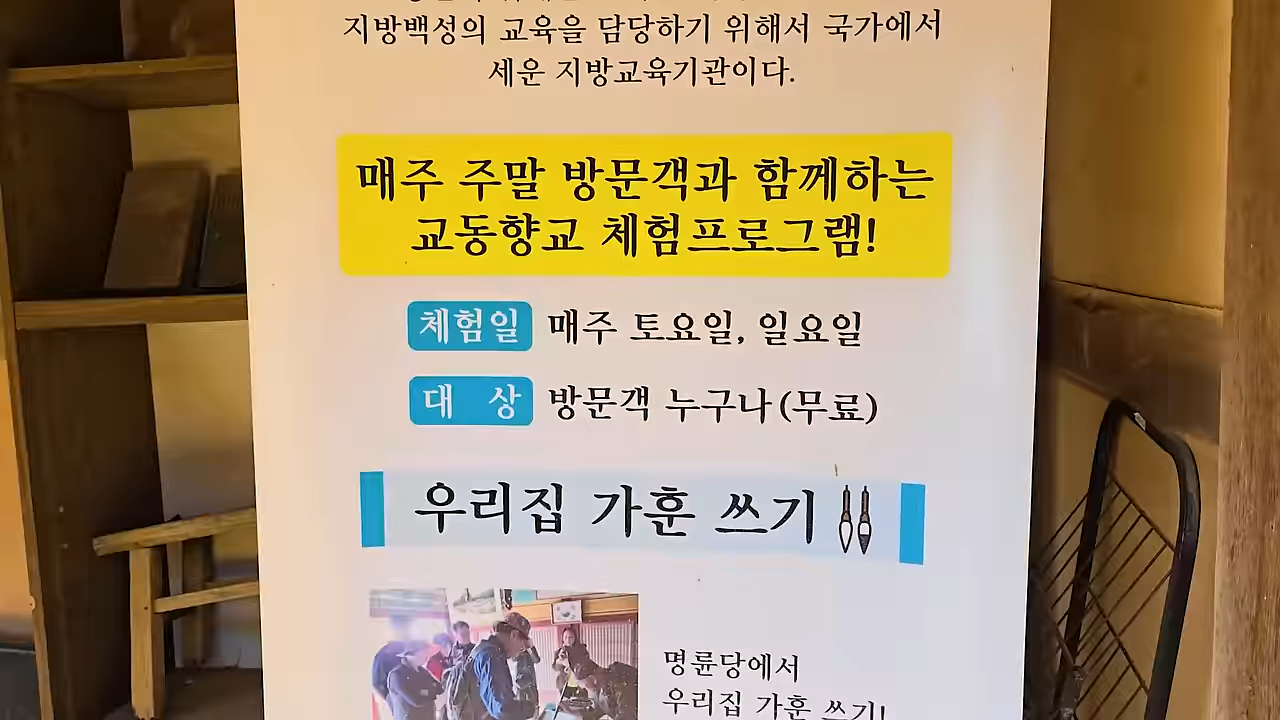 지방백성의 교육을 담당하기 위해서 국가에서
세운 지방교육기관이다.
매주 주말 방문객과 함께하는
교동향교 체험프로그램!
체험일 매주 토요일, 일요일
대 상 방문객 누구나(무료)
우리집 가훈 쓰기
명륜당에서
우리집 가훈 쓰기!